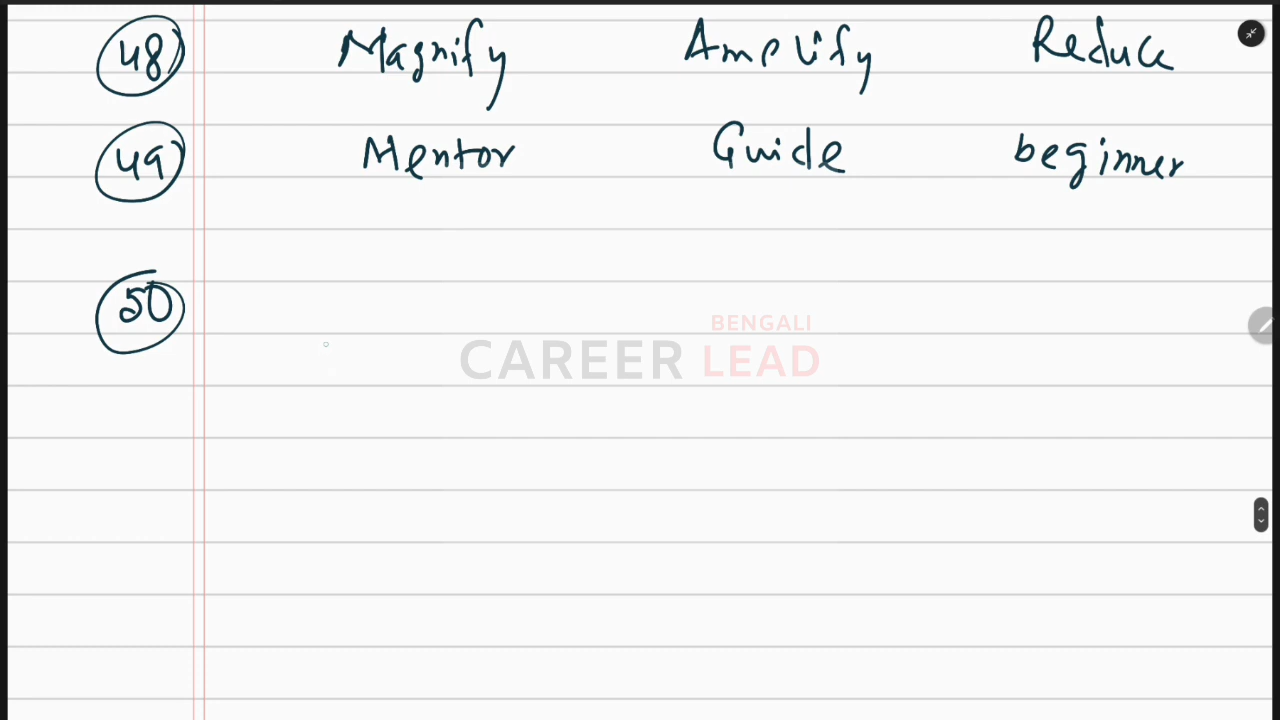 48 Magnify Amplify Reduce
49 Mentor Guide beginner
50
BENGALI
CAREER LEAD